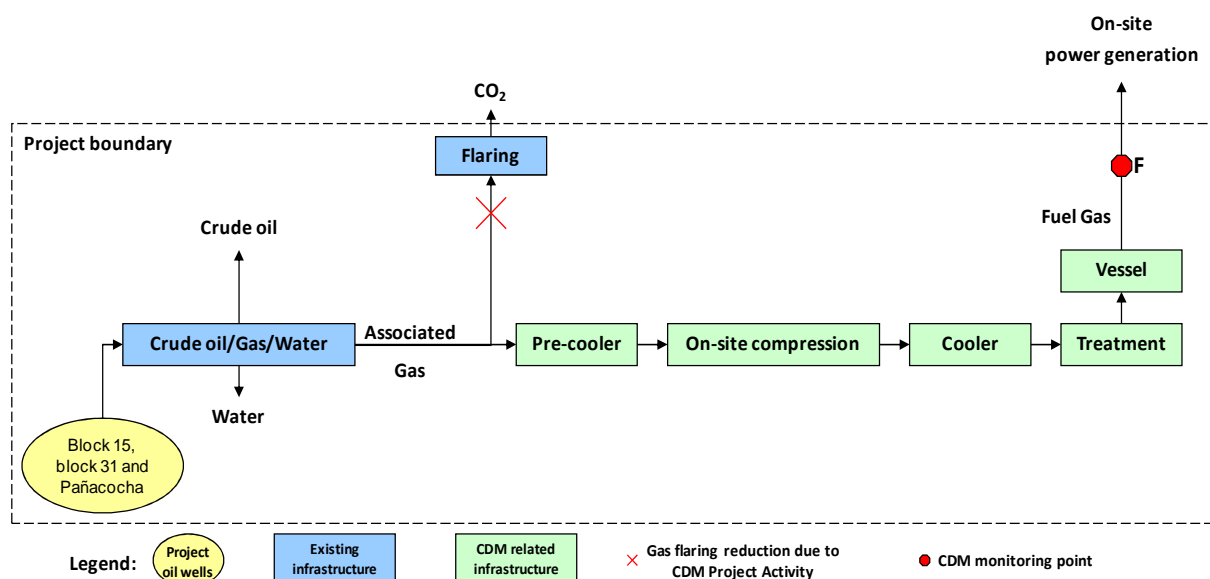 On-site
power generation
CO₂
Project boundary
Flaring
F
Crude oil
Fuel Gas
Vessel
Crude oil/Gas/Water
Associated
Gas
Pre-cooler
On-site compression
Cooler
Treatment
Water
Block 15,
block 31 and
Pañacocha
Legend:
Project
oil wells
Existing
infrastructure
CDM related
infrastructure
Gas flaring reduction due to
CDM Project Activity
CDM monitoring point